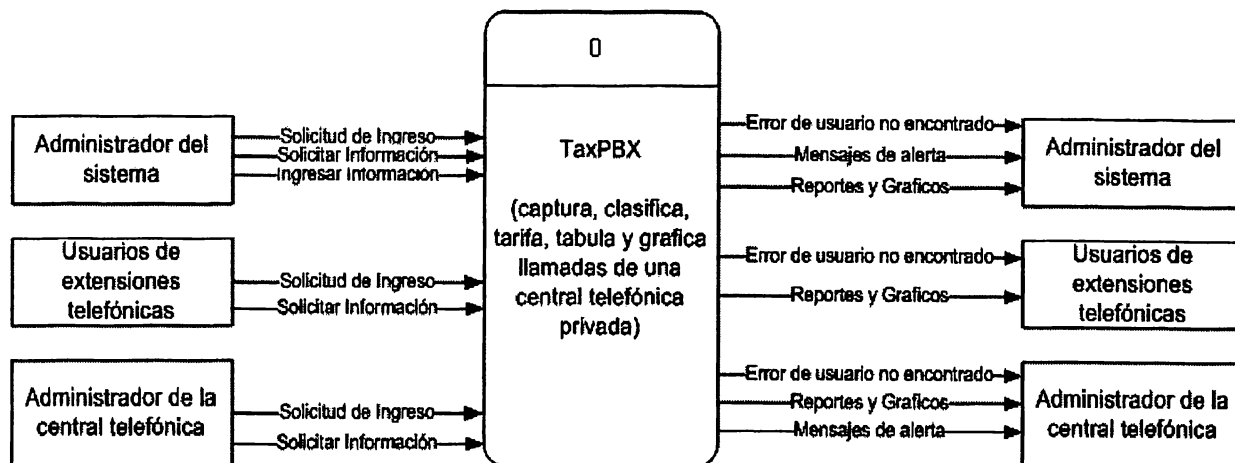 0
TaxPBX
(captura, clasifica,
tarifa, tabula y grafica
llamadas de una
central telefónica
privada)
Administrador del
sistema
Solicitud de Ingreso
Solicitar Información
Ingresar Información
Usuarios de
extensiones
telefónicas
Solicitud de Ingreso
Solicitar Información
Administrador de la
central telefónica
Solicitud de Ingreso
Solicitar Información
Error de usuario no encontrado
Mensajes de alerta
Reportes y Graficos
Administrador del
sistema
Error de usuario no encontrado
Reportes y Graficos
Usuarios de
extensiones
telefónicas
Error de usuario no encontrado
Reportes y Graficos
Mensajes de alerta
Administrador de la
central telefónica